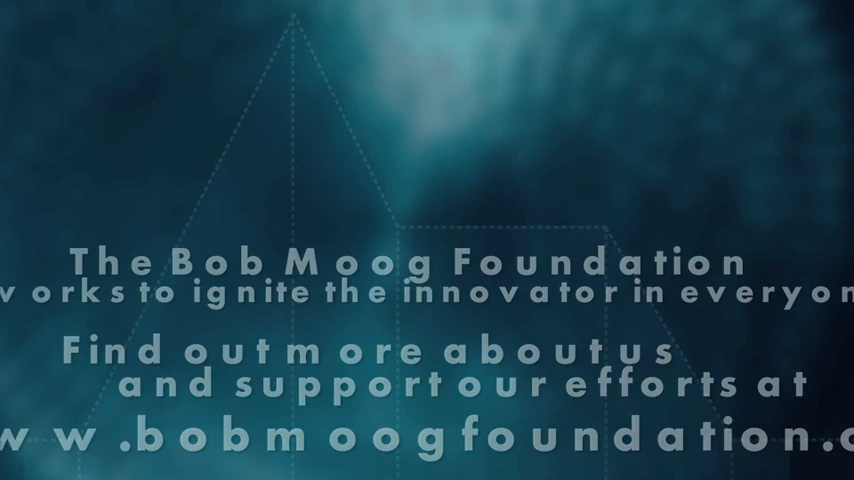 The Bob Moog Foundation
works to ignite the innovator in everyon
Find out more about us
and support our efforts at
ww.bobmoogfoundation.o